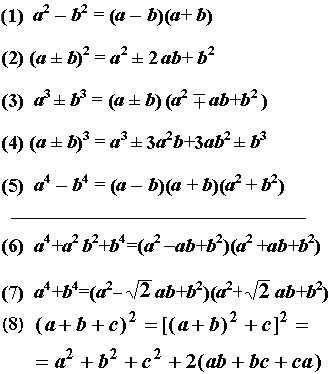 (1) a² – b² = (a – b)(a+ b)
(2) (a ± b)² = a² ± 2 ab+ b²
(3) a³ ± b³ = (a ± b) (a² ∓ ab+b² )
(4) (a ± b)³ = a³ ± 3a²b+3ab² ± b³
(5) a⁴ – b⁴ = (a – b)(a + b)(a² + b²)
(6) a⁴+a² b²+b⁴=(a² –ab+b²)(a² +ab+b²)
(7) a⁴+b⁴=(a²– √2 ab+b²)(a²+ √2 ab+b²)
(8) (a + b + c)² = [(a + b)² + c]² =
= a² + b² + c² + 2(ab + bc + ca)